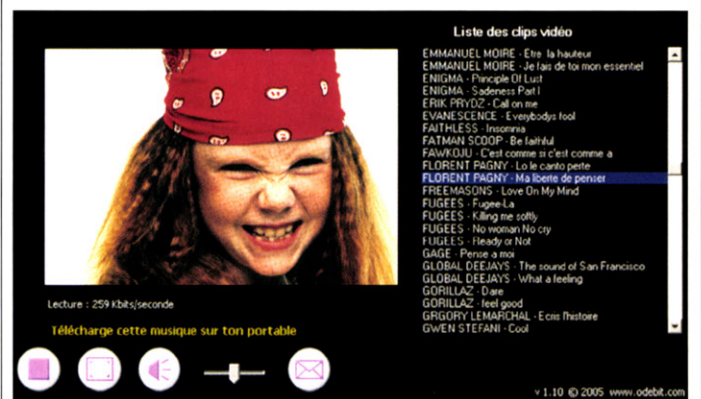 Liste des clips vidéo
EMMANUEL MOIRE - Etre la hauteur
EMMANUEL MOIRE - Je fais de toi mon essentiel
ENIGMA - Principle Of Lust
ENIGMA - Sadeness Part I
ERIK PRYDZ - Call on me
EVANESCENCE - Everybodys fool
FAITHLESS - Insomnia
FATMAN SCOOP - Be faithful
FAWKOJU - C'est comme si c'est comme a
FLORENT PAGNY - Lo le canto perte
FLORENT PAGNY - Ma liberte de penser
FREEMASONS - Love On My Mind
FUGEES - Fugee-La
FUGEES - Killing me softly
FUGEES - No woman No cry
FUGEES - Ready or Not
GAGE - Pense a moi
GLOBAL DEEJAYS - The sound of San Francisco
GLOBAL DEEJAYS - What a feeling
GORILLAZ - Dare
GORILLAZ - feel good
GRGORY LEMARCHAL - Ecris l'histoire
GWEN STEFANI - Cool
Lecture : 259 Kbits/seconde
Télécharge cette musique sur ton portable
v 1.10 © 2005 www.odebit.com